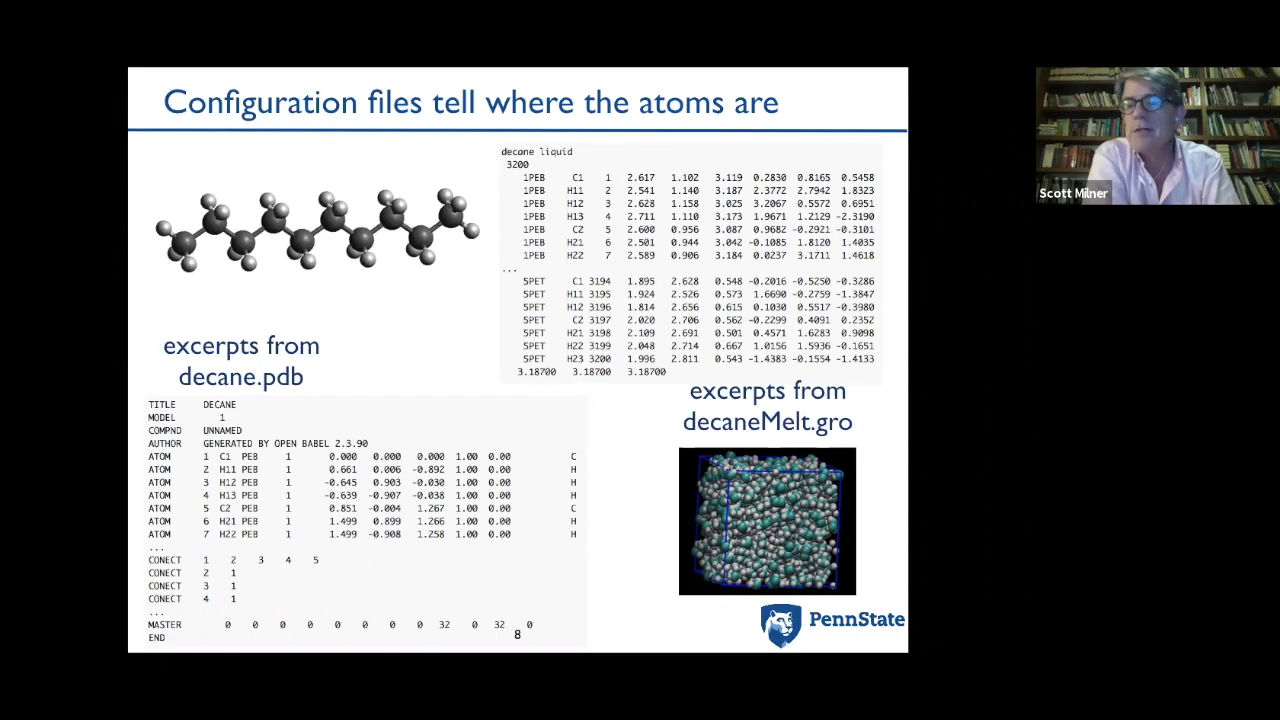 Configuration files tell where the atoms are
decane liquid
3200
1PEB C1 1 2.617 1.102 3.119 0.2830 0.8165 0.5458
1PEB H11 2 2.541 1.140 3.187 2.3772 2.7942 1.8323
1PEB H12 3 2.628 1.158 3.025 3.2067 0.5572 0.6951
1PEB H13 4 2.711 1.110 3.173 1.9671 1.2129 -2.3190
1PEB C2 5 2.600 0.956 3.087 0.9682 -0.2921 -0.3101
1PEB H21 6 2.501 0.944 3.042 -0.1085 1.8120 1.4035
1PEB H22 7 2.589 0.906 3.184 0.0237 3.1711 1.4618
...
5PET C1 3194 1.895 2.628 0.548 -0.2016 -0.5250 -0.3286
5PET H11 3195 1.924 2.526 0.573 1.6690 -0.2759 -1.3847
5PET H12 3196 1.814 2.656 0.615 0.1030 0.5517 -0.3980
5PET C2 3197 2.020 2.706 0.562 -0.2299 0.4091 0.2352
5PET H21 3198 2.109 2.691 0.501 0.4571 1.6283 0.9098
5PET H22 3199 2.048 2.714 0.667 1.0156 1.5936 -0.1651
5PET H23 3200 1.996 2.811 0.543 -1.4383 -0.1554 -1.4133
3.18700 3.18700 3.18700
excerpts from
decane.pdb
excerpts from
decaneMelt.gro
TITLE DECANE
MODEL 1
COMPND UNNAMED
AUTHOR GENERATED BY OPEN BABEL 2.3.90
ATOM 1 C1 PEB 1 0.000 0.000 0.000 1.00 0.00 C
ATOM 2 H11 PEB 1 0.661 0.006 -0.892 1.00 0.00 H
ATOM 3 H12 PEB 1 -0.645 0.903 -0.030 1.00 0.00 H
ATOM 4 H13 PEB 1 -0.639 -0.907 -0.038 1.00 0.00 H
ATOM 5 C2 PEB 1 0.851 -0.004 1.267 1.00 0.00 C
ATOM 6 H21 PEB 1 1.499 0.899 1.266 1.00 0.00 H
ATOM 7 H22 PEB 1 1.499 -0.908 1.258 1.00 0.00 H
...
CONECT 1 2 3 4 5
CONECT 2 1
CONECT 3 1
CONECT 4 1
...
MASTER 0 0 0 0 0 0 0 0 32 0 32 0
END
8
PennState
Scott Milner